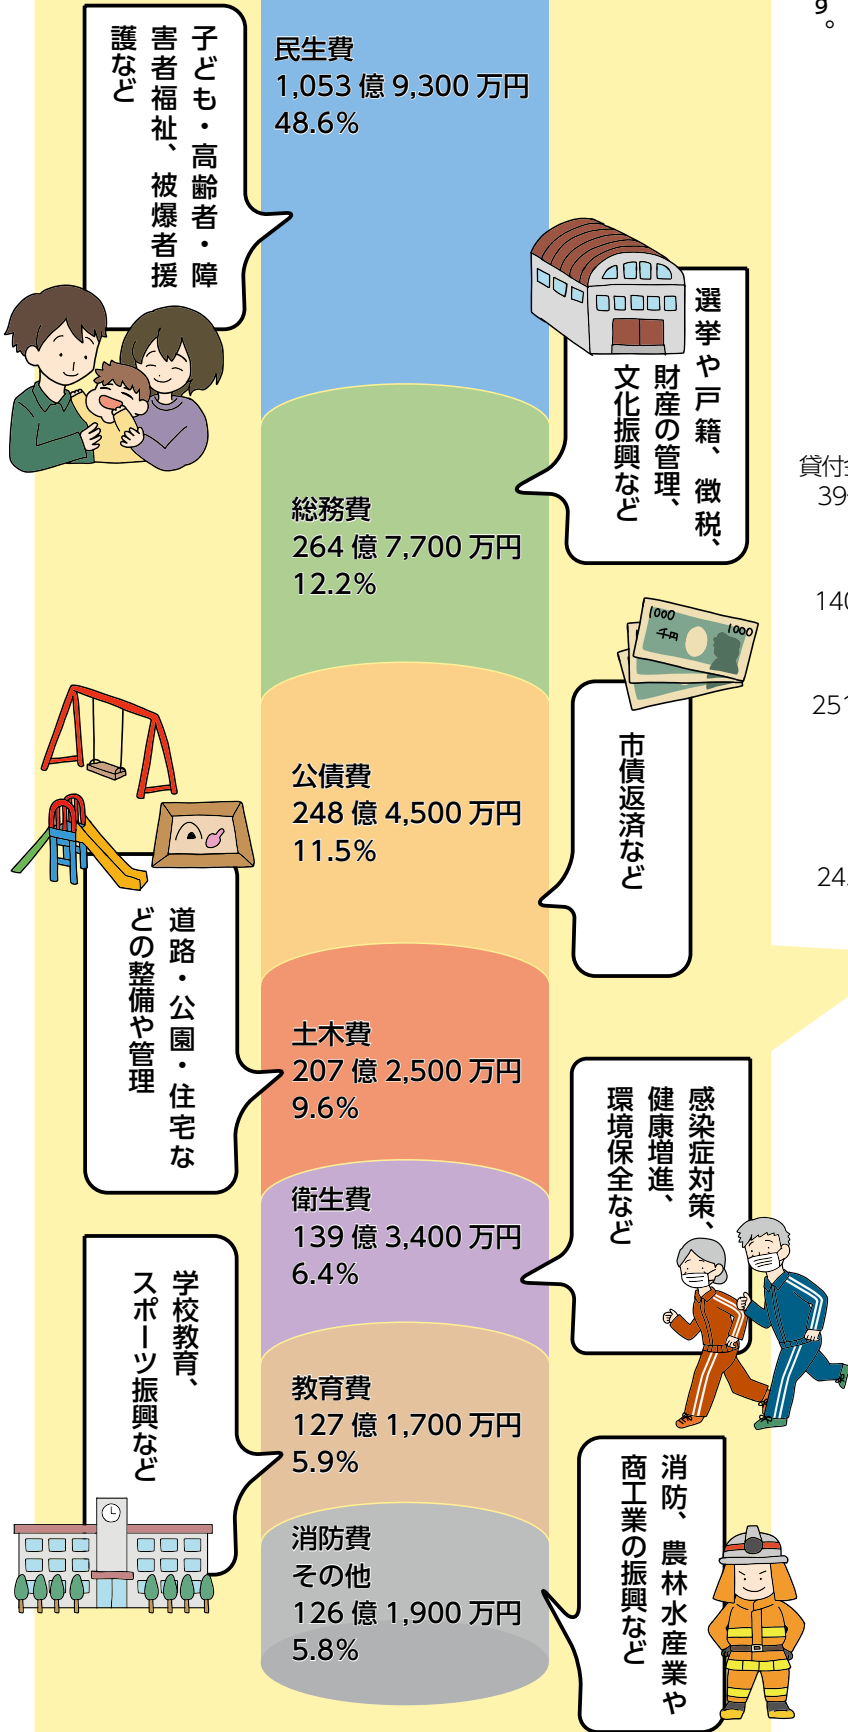 す。
民生費
1,053 億 9,300 万円
48.6%
子ども・高齢者・障
害者福祉、被爆者援
護など
選挙や戸籍、徴税、
財産の管理、
文化振興など
総務費
264 億 7,700 万円
12.2%
1000
千円
1000
公債費
248 億 4,500 万円
11.5%
市債返済など
土木費
207 億 2,500 万円
9.6%
道路・公園・住宅な
どの整備や管理
衛生費
139 億 3,400 万円
6.4%
感染症対策、
健康増進、
環境保全など
教育費
127 億 1,700 万円
5.9%
学校教育、
スポーツ振興など
消防費
その他
126 億 1,900 万円
5.8%
消防、農林水産業や
商工業の振興など
貸付
39
140
251
24